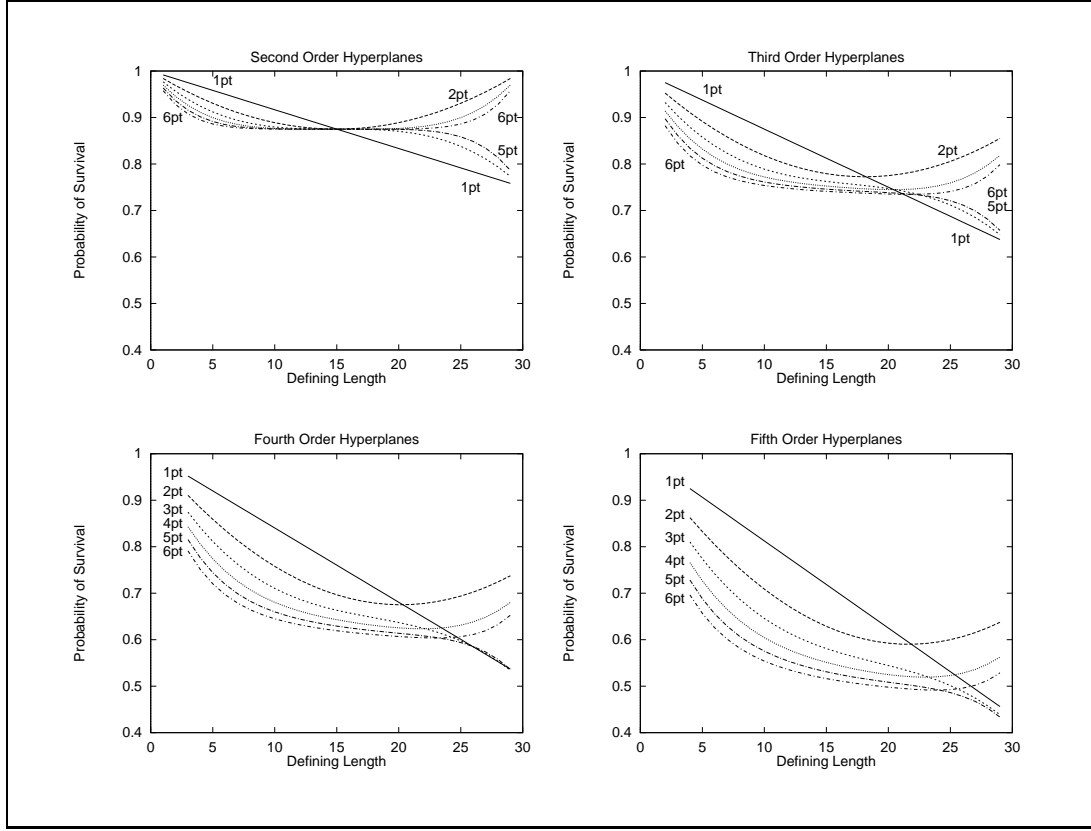 Second Order Hyperplanes
Probability of Survival
1
0.9
0.8
0.7
0.6
0.5
0.4
1pt
2pt
6pt
6pt
5pt
1pt
0 5 10 15 20 25 30
Defining Length
Third Order Hyperplanes
Probability of Survival
1
0.9
0.8
0.7
0.6
0.5
0.4
1pt
2pt
6pt
6pt
5pt
1pt
0 5 10 15 20 25 30
Defining Length
Fourth Order Hyperplanes
Probability of Survival
1
0.9
0.8
0.7
0.6
0.5
0.4
1pt
2pt
3pt
4pt
5pt
6pt
0 5 10 15 20 25 30
Defining Length
Fifth Order Hyperplanes
Probability of Survival
1
0.9
0.8
0.7
0.6
0.5
0.4
1pt
2pt
3pt
4pt
5pt
6pt
0 5 10 15 20 25 30
Defining Length